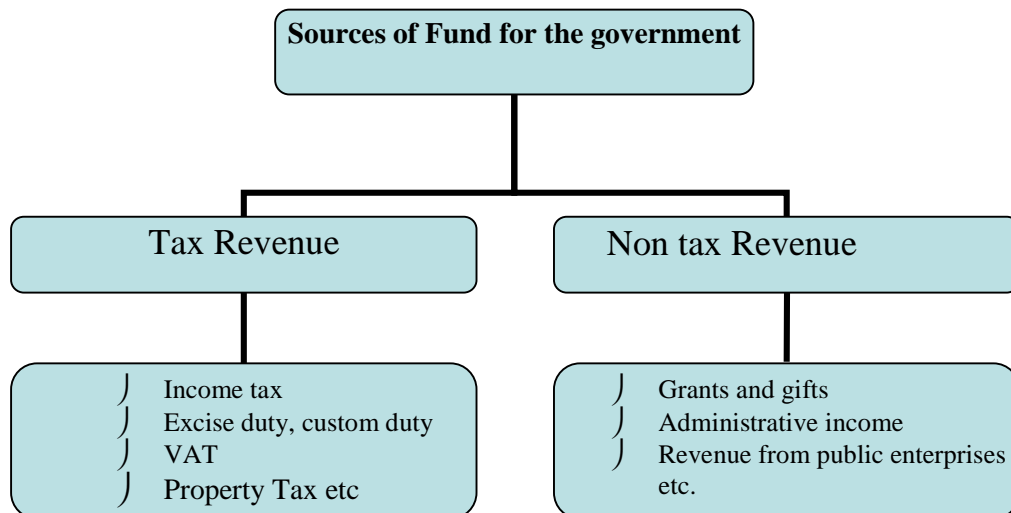 Sources of Fund for the government
Tax Revenue
Non tax Revenue
Income tax
Excise duty, custom duty
VAT
Property Tax etc
Grants and gifts
Administrative income
Revenue from public enterprises
etc.